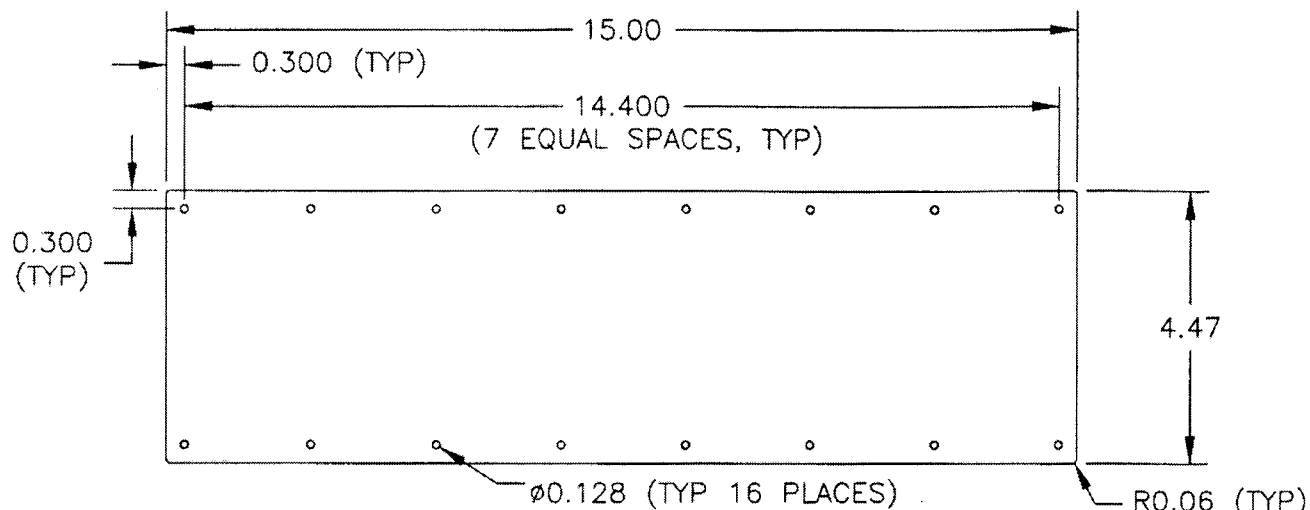 15.00
0.300 (TYP)
14.400
(7 EQUAL SPACES, TYP)
0.300
(TYP)
4.47
ø0.128 (TYP 16 PLACES)
R0.06 (TYP)